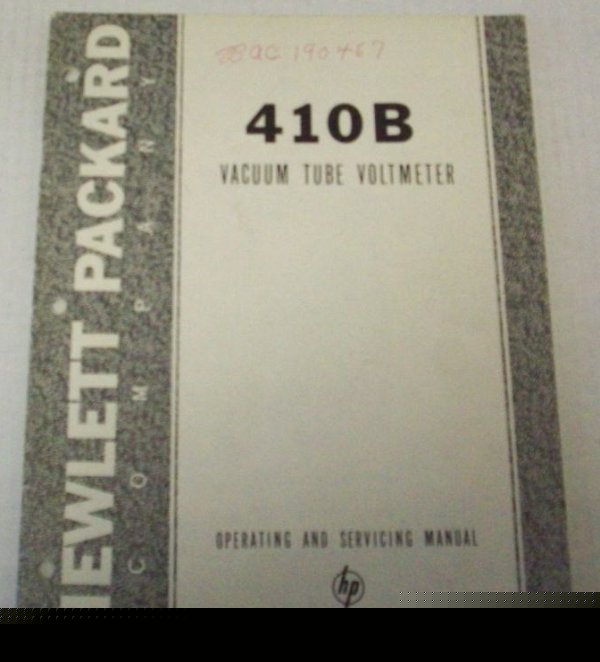 410B
VACUUM TUBE VOLTMETER
OPERATING AND SERVICING MANUAL
hp
HEWLETT PACKARD
COMPANY